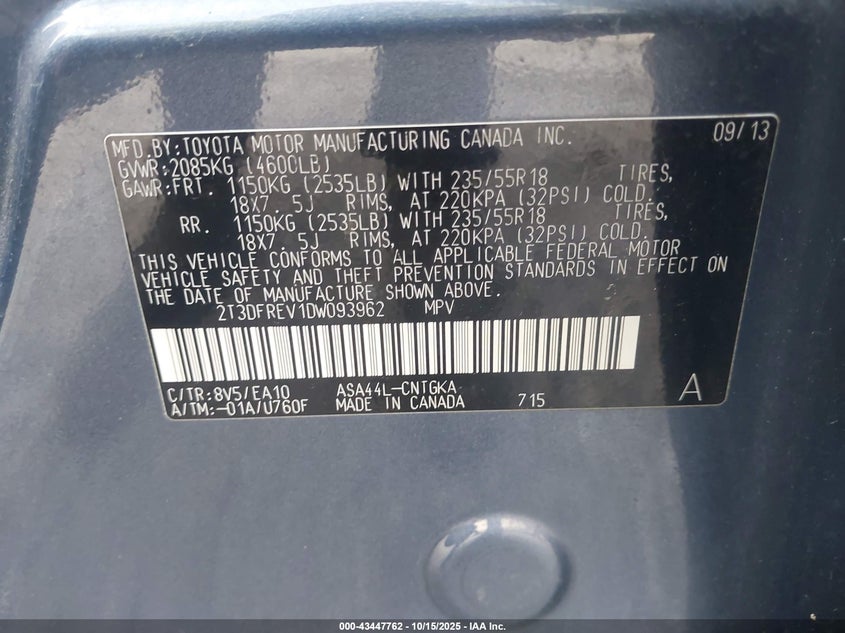 MFD.BY:TOYOTA MOTOR MANUFACTURING CANADA INC. 09/13
GVWR:2085KG (4600LB)
GAWR:FRT. 1150KG (2535LB) WITH 235/55R18 TIRES,
18X7. 5J RIMS, AT 220KPA (32PSI) COLD.
RR. 1150KG (2535LB) WITH 235/55R18 TIRES,
18X7. 5J RIMS, AT 220KPA (32PSI) COLD.
THIS VEHICLE CONFORMS TO ALL APPLICABLE FEDERAL MOTOR
VEHICLE SAFETY AND THEFT PREVENTION STANDARDS IN EFFECT ON
THE DATE OF MANUFACTURE SHOWN ABOVE.
2T3DFREV1DW093962 MPV
C/TR:8V5/EA10 ASA44L-CNTGKA A
A/TM:-01A/U760F MADE IN CANADA 715
000-43447762 - 10/15/2025 - IAA Inc.